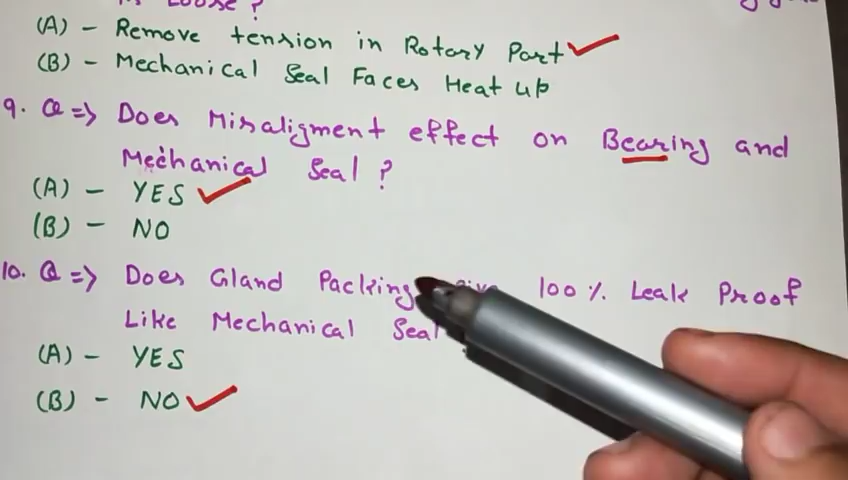 Loose?
(A) - Remove tension in Rotary Part
(B) - Mechanical Seal Faces Heat up
9. Q => Does Misaligment effect on Bearing and
Mechanical Seal?
(A) - YES
(B) - NO
10. Q => Does Gland Packing 100% Leak Proof
Like Mechanical Seal
(A) - YES
(B) - NO